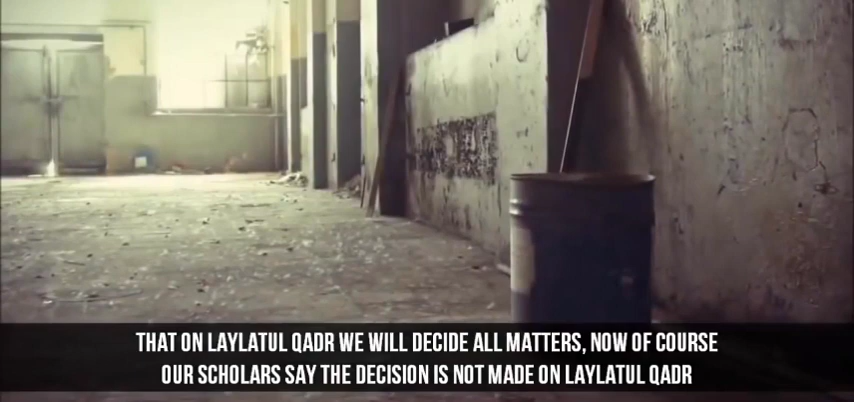 THAT ON LAYLATUL QADR WE WILL DECIDE ALL MATTERS, NOW OF COURSE
OUR SCHOLARS SAY THE DECISION IS NOT MADE ON LAYLATUL QADR